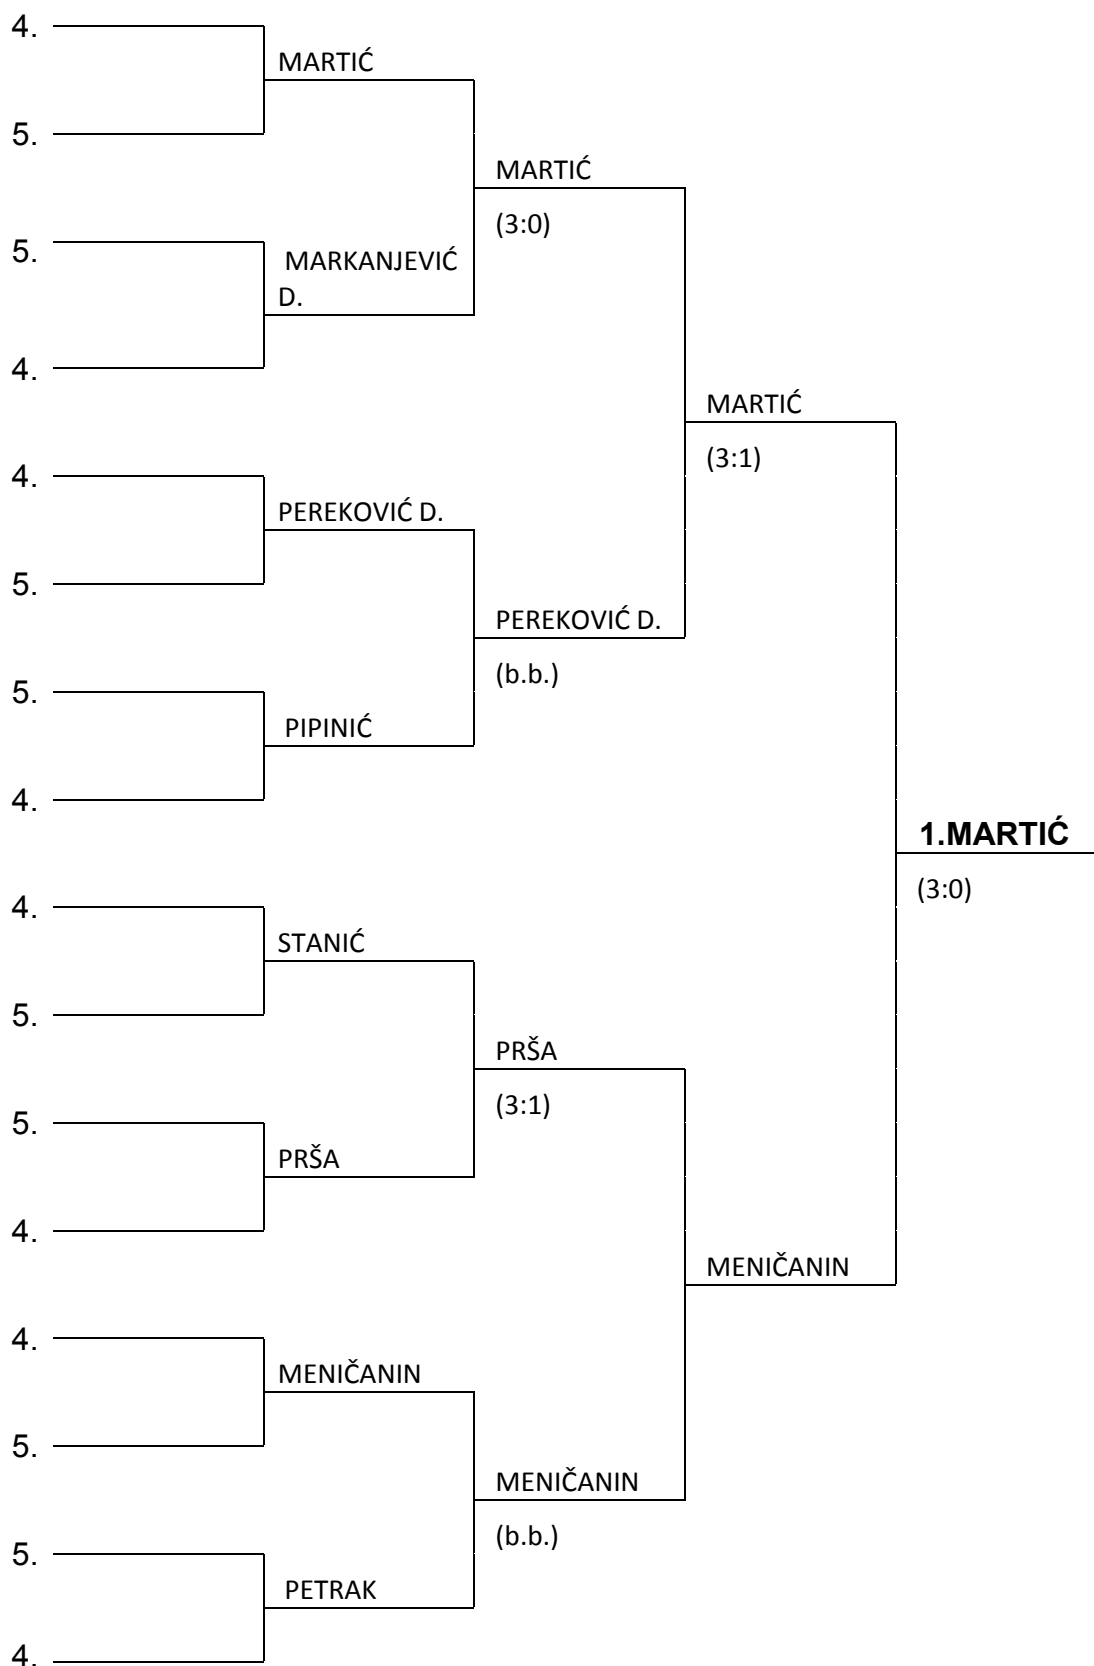 4.
MARTIĆ
5.
MARTIĆ
(3:0)
5.
MARKANJEVIĆ
D.
4.
MARTIĆ
(3:1)
4.
PEREKOVIĆ D.
5.
PEREKOVIĆ D.
(b.b.)
5.
PIPINIĆ
4.
1.MARTIĆ
(3:0)
4.
STANIĆ
5.
PRŠA
(3:1)
5.
PRŠA
4.
MENIČANIN
4.
MENIČANIN
5.
MENIČANIN
(b.b.)
5.
PETRAK
4.